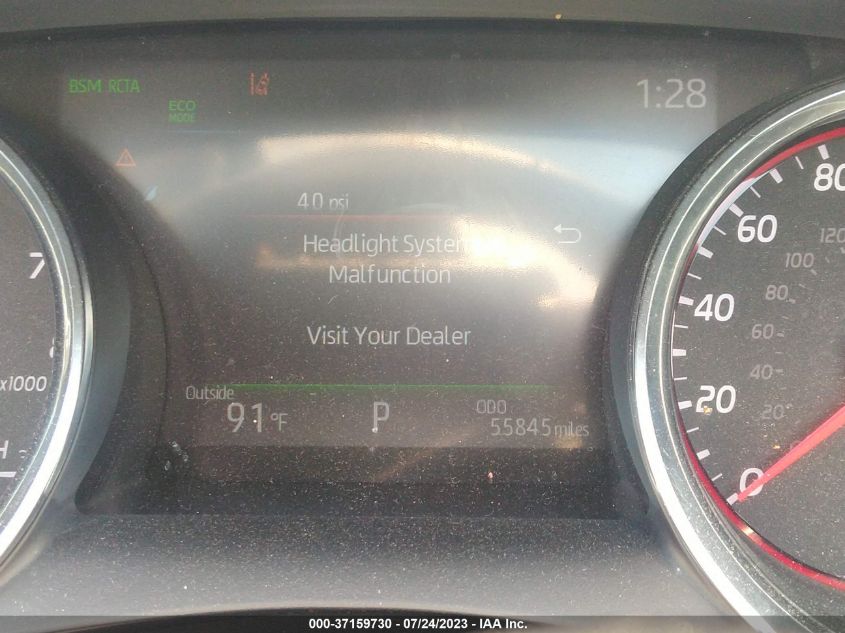 BSM RCTA
ECO
MODE
1:28
40 psi
Headlight System
Malfunction
Visit Your Dealer
Outside
91 °F
P
ODO
55845 miles
7
x1000
H
80
60
40
20
0
120
100
80
60
40
20
000-37159730 - 07/24/2023 - IAA Inc.